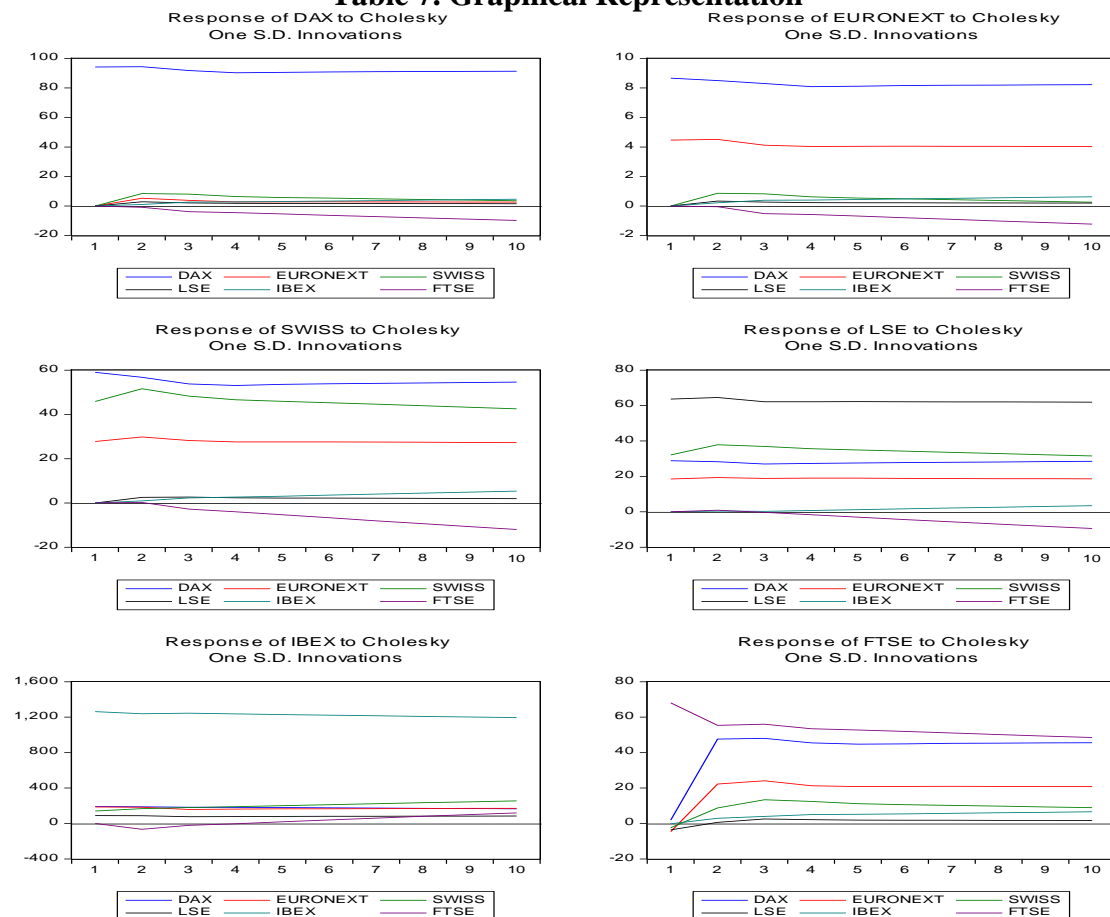 Table 7: Graphical Representation
Response of DAX to Cholesky
One S.D. Innovations
100
80
60
40
20
0
-20
1 2 3 4 5 6 7 8 9 10
DAX EURONEXT SWISS
LSE IBEX FTSE
Response of EURONEXT to Cholesky
One S.D. Innovations
10
8
6
4
2
0
-2
1 2 3 4 5 6 7 8 9 10
DAX EURONEXT SWISS
LSE IBEX FTSE
Response of SWISS to Cholesky
One S.D. Innovations
60
40
20
0
-20
1 2 3 4 5 6 7 8 9 10
DAX EURONEXT SWISS
LSE IBEX FTSE
Response of LSE to Cholesky
One S.D. Innovations
80
60
40
20
0
-20
1 2 3 4 5 6 7 8 9 10
DAX EURONEXT SWISS
LSE IBEX FTSE
Response of IBEX to Cholesky
One S.D. Innovations
1,600
1,200
800
400
0
-400
1 2 3 4 5 6 7 8 9 10
DAX EURONEXT SWISS
LSE IBEX FTSE
Response of FTSE to Cholesky
One S.D. Innovations
80
60
40
20
0
-20
1 2 3 4 5 6 7 8 9 10
DAX EURONEXT SWISS
LSE IBEX FTSE